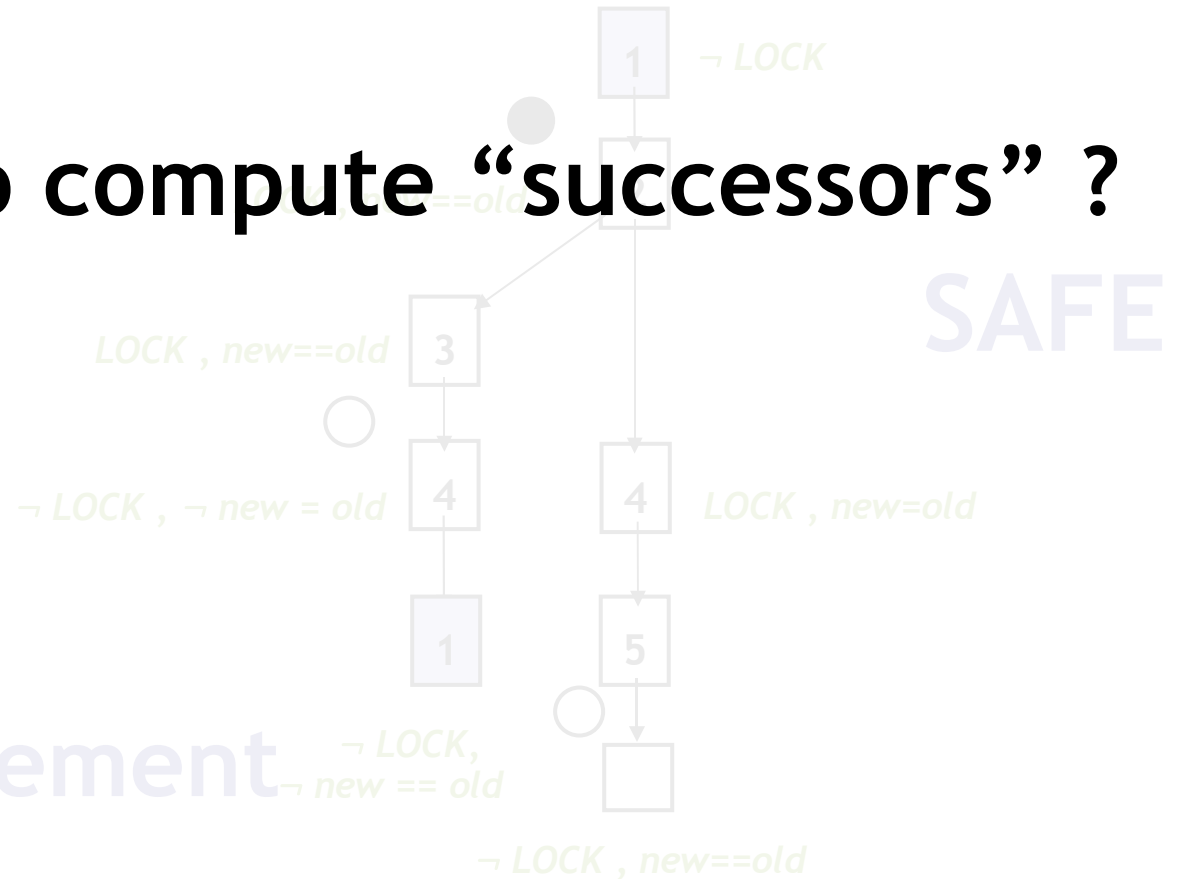 1 ¬ LOCK
compute “successors” ?
==old
SAFE
LOCK , new==old 3
¬ LOCK , ¬ new = old 4 4 LOCK , new=old
1 5
ement ¬ LOCK,
¬ new == old
¬ LOCK , new==old